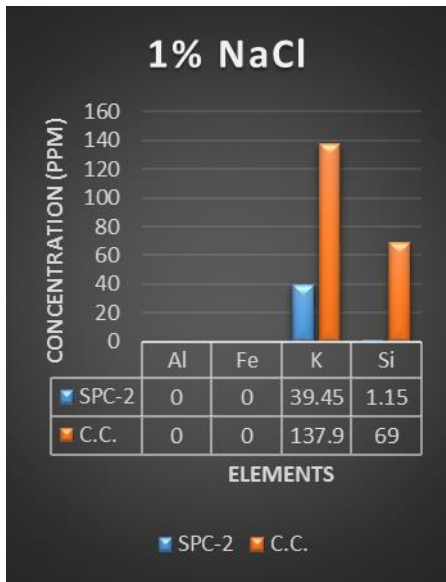 1% NaCl
CONCENTRATION (PPM)
160
140
120
100
80
60
40
20
0
Al Fe K Si
SPC-2 0 0 39.45 1.15
C.C. 0 0 137.9 69
ELEMENTS
SPC-2 C.C.